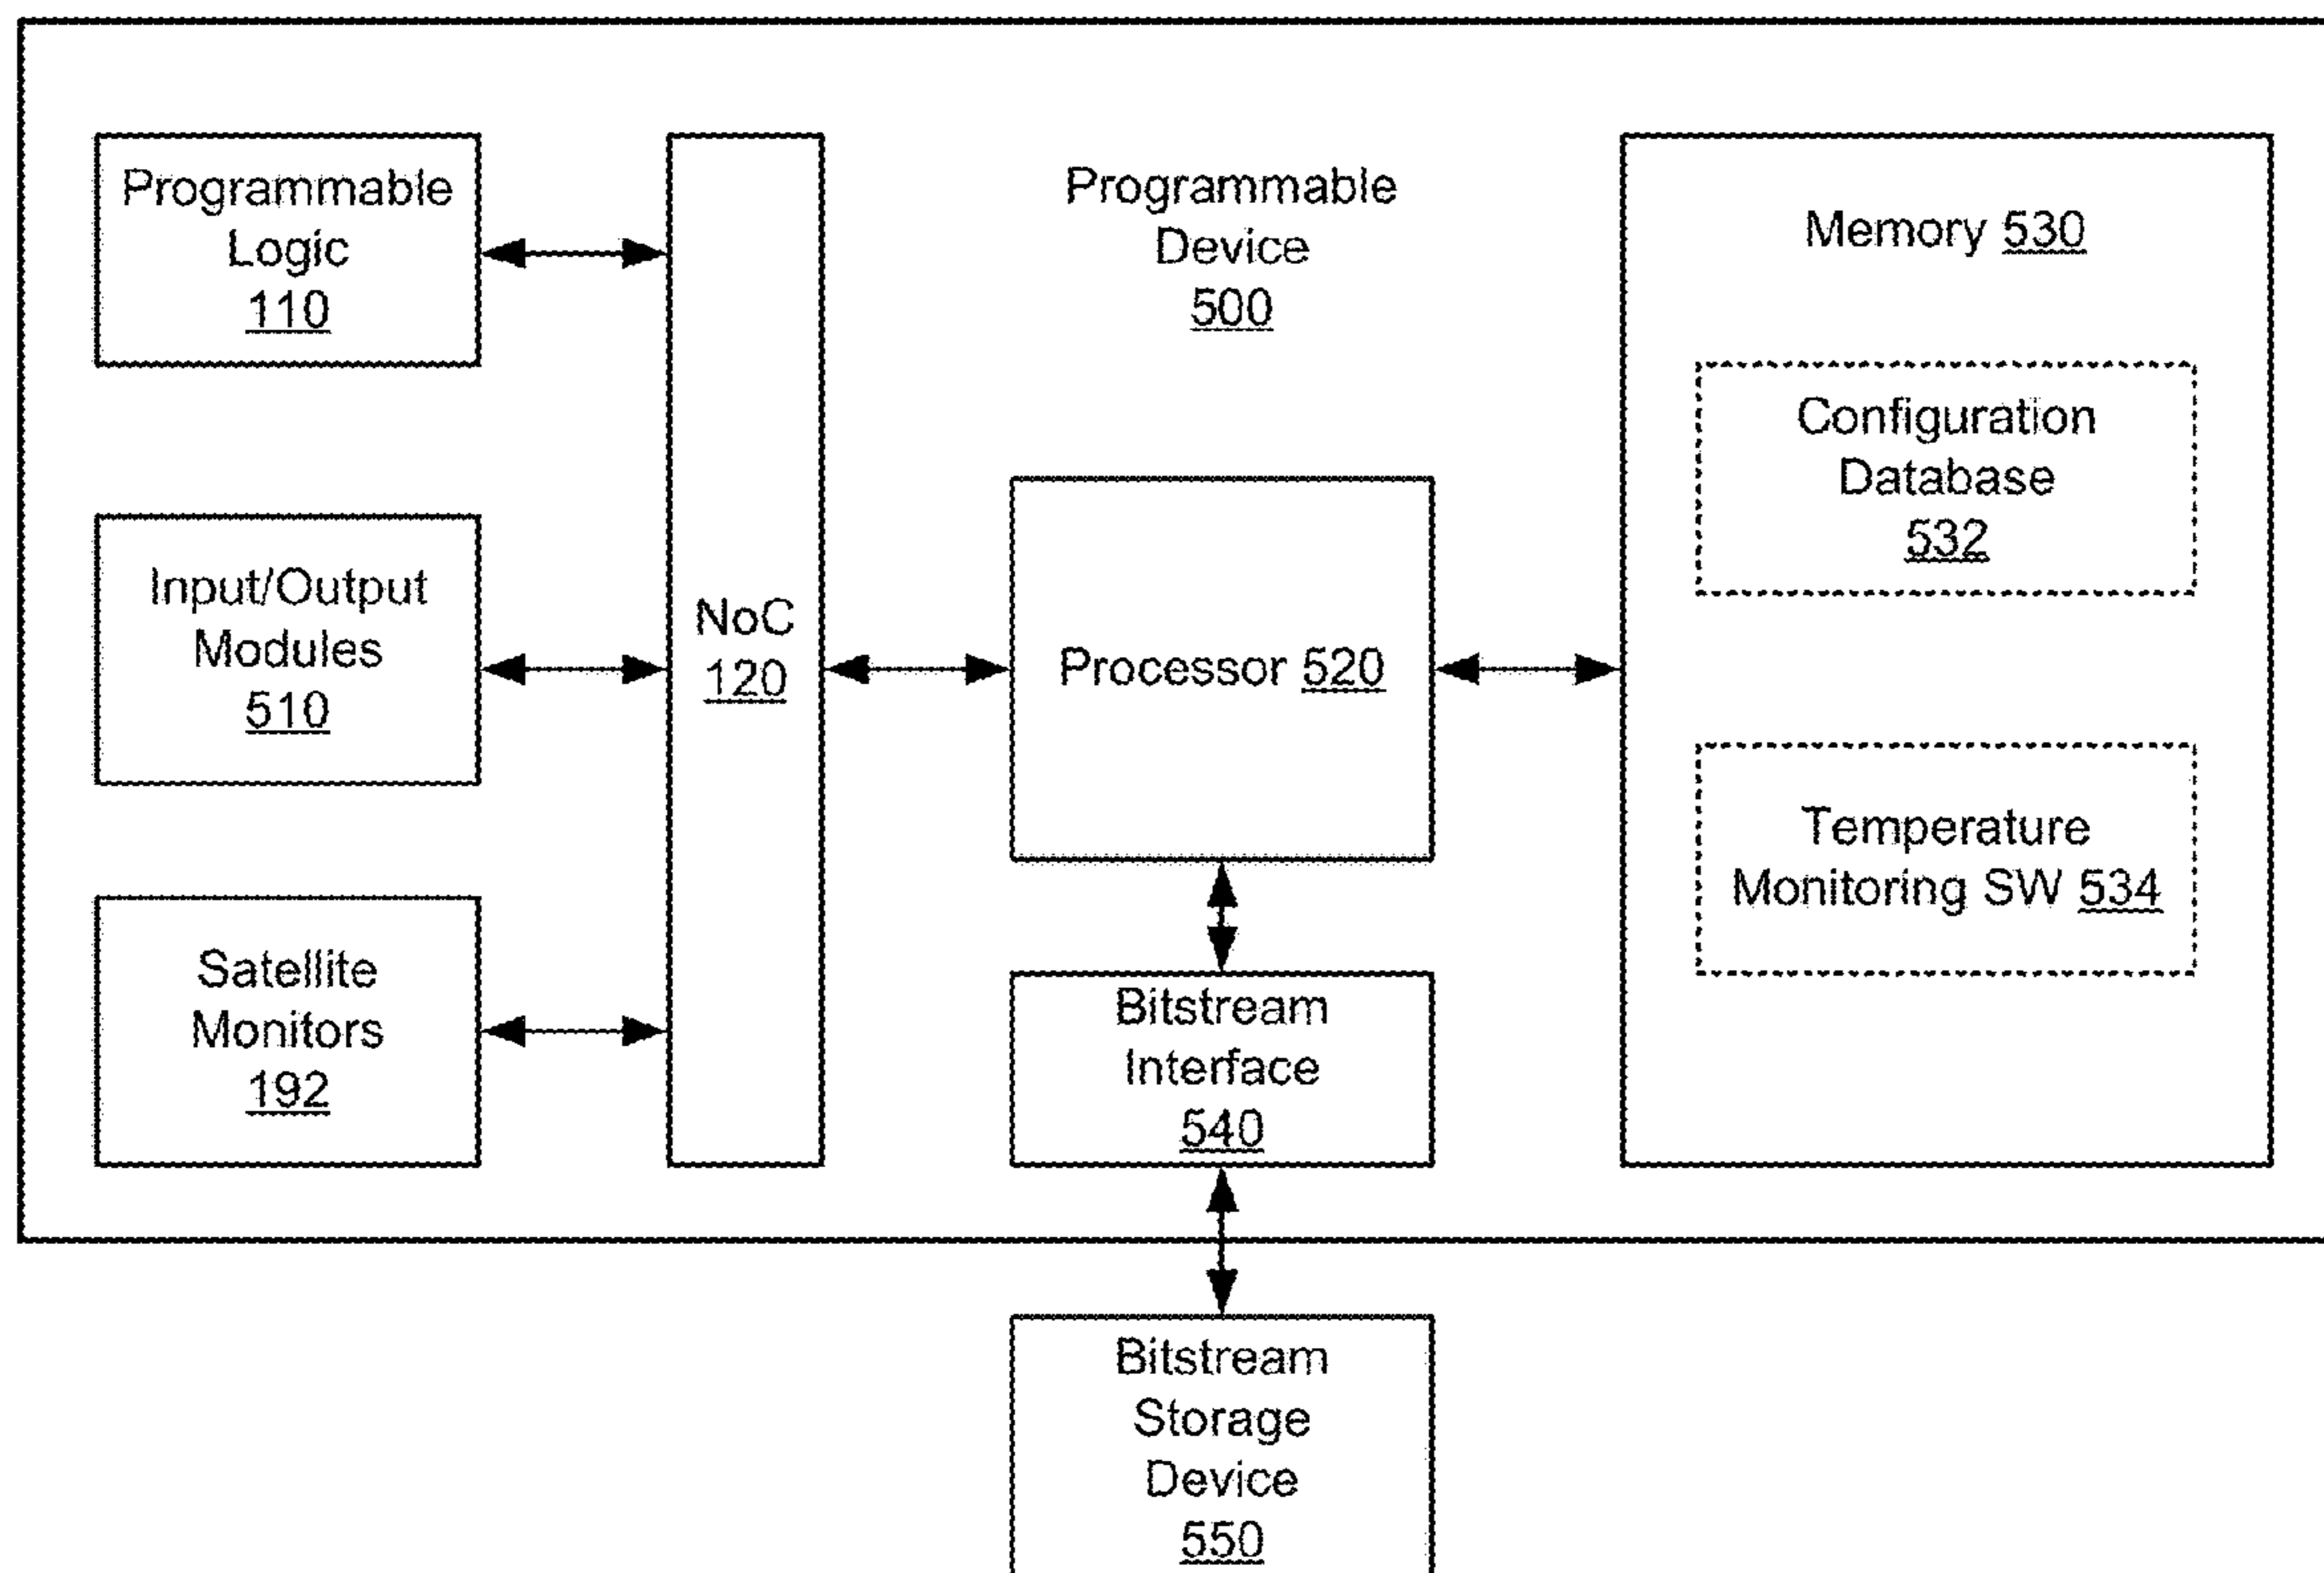 Programmable
Logic
110
Programmable
Device
500
Memory 530
Configuration
Database
532
Input/Output
Modules
510
NoC
120
Processor 520
Temperature
Monitoring SW 534
Satellite
Monitors
192
Bitstream
Interface
540
Bitstream
Storage
Device
550